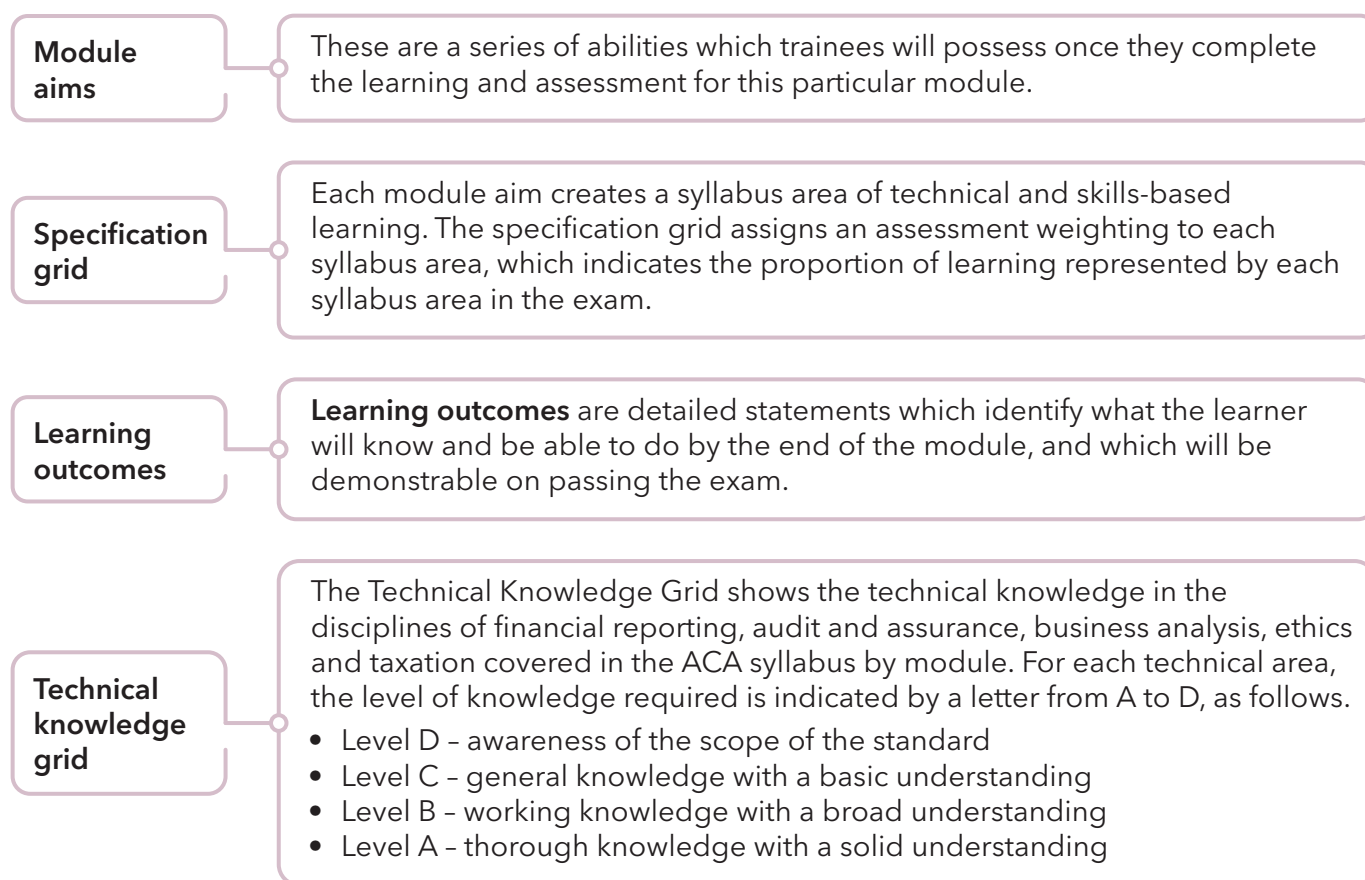 Module
aims
These are a series of abilities which trainees will possess once they complete
the learning and assessment for this particular module.
Specification
grid
Each module aim creates a syllabus area of technical and skills-based
learning. The specification grid assigns an assessment weighting to each
syllabus area, which indicates the proportion of learning represented by each
syllabus area in the exam.
Learning
outcomes
Learning outcomes are detailed statements which identify what the learner
will know and be able to do by the end of the module, and which will be
demonstrable on passing the exam.
Technical
knowledge
grid
The Technical Knowledge Grid shows the technical knowledge in the
disciplines of financial reporting, audit and assurance, business analysis, ethics
and taxation covered in the ACA syllabus by module. For each technical area,
the level of knowledge required is indicated by a letter from A to D, as follows.
• Level D – awareness of the scope of the standard
• Level C – general knowledge with a basic understanding
• Level B – working knowledge with a broad understanding
• Level A – thorough knowledge with a solid understanding